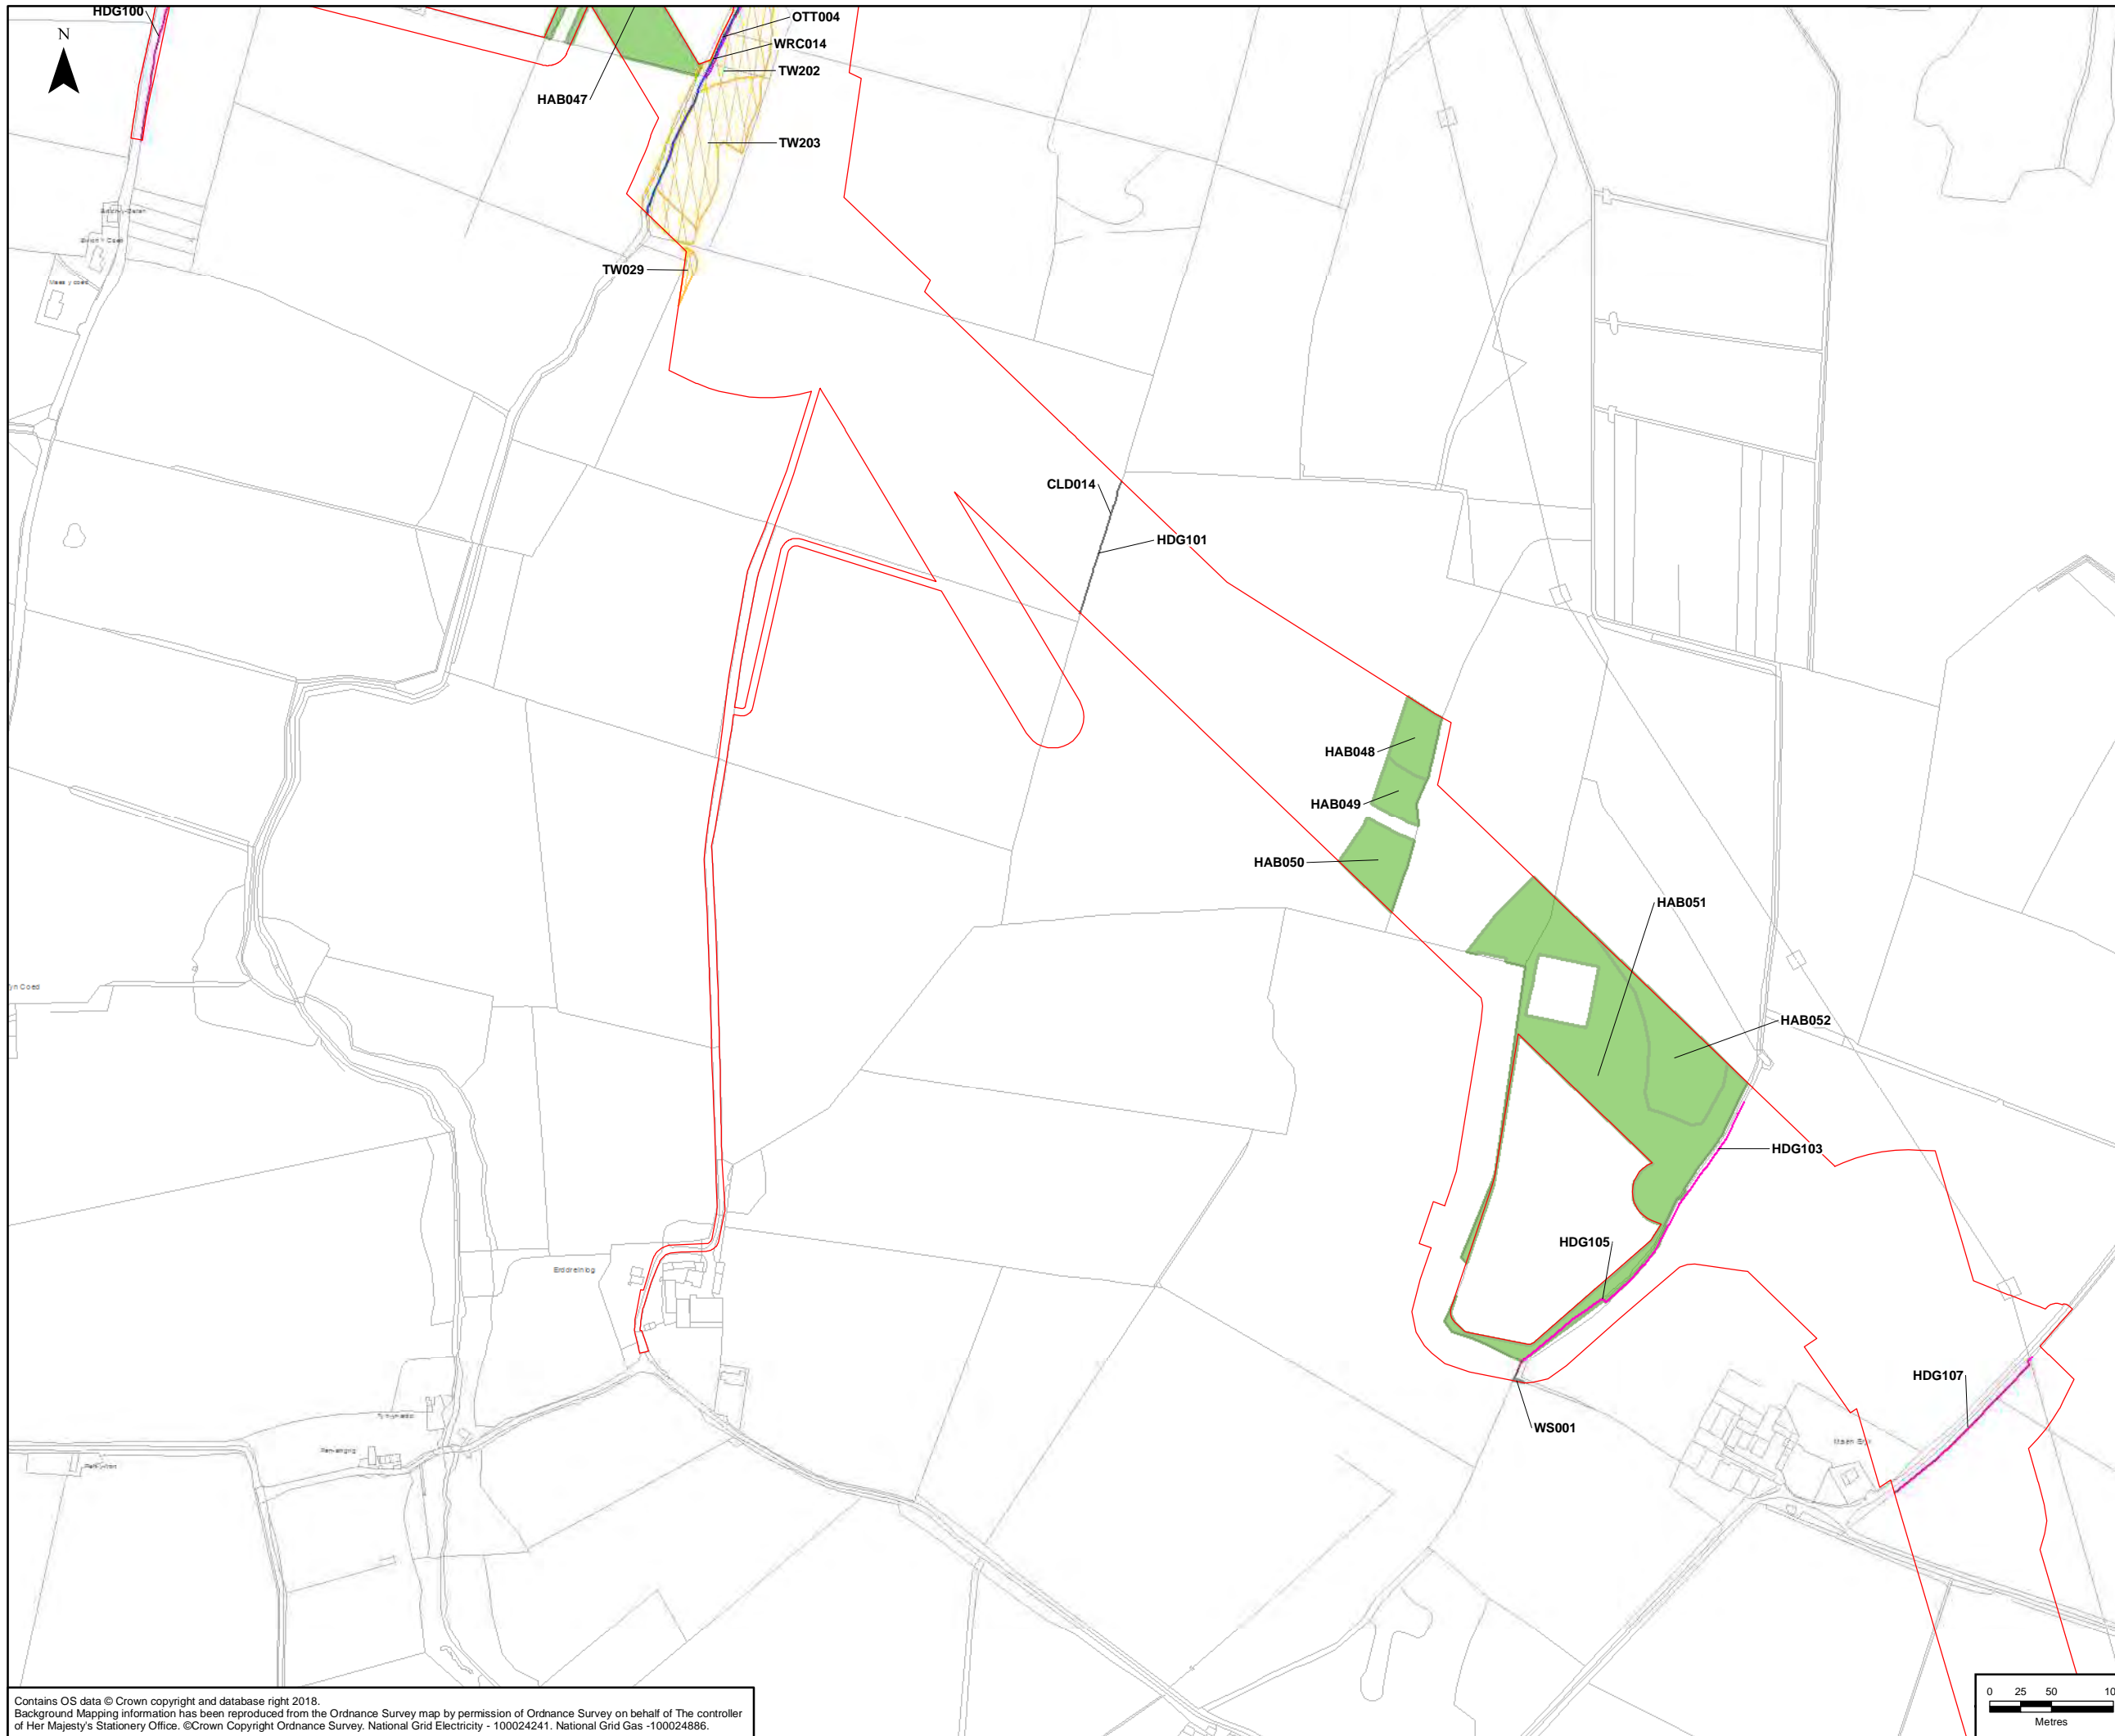 HDG100
N
OTT004
WRC014
TW202
HAB047
TW203
TW029
CLD014
HDG101
HAB048
HAB049
HAB050
HAB051
HAB052
HDG103
HDG105
HDG107
WS001
Contains OS data © Crown copyright and database right 2018.
Background Mapping information has been reproduced from the Ordnance Survey map by permission of Ordnance Survey on behalf of The controller
of Her Majesty's Stationery Office. ©Crown Copyright Ordnance Survey. National Grid Electricity - 100024241. National Grid Gas -100024886.
0 25 50
Metres